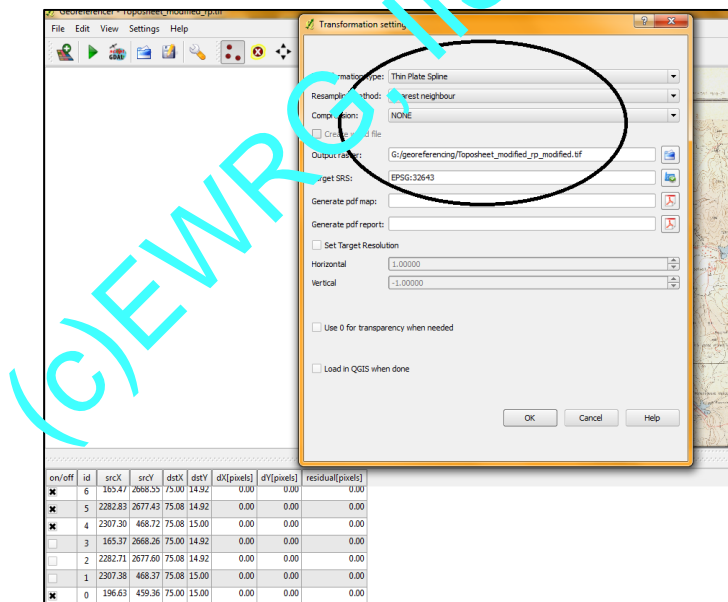 Georeferencer - Toposheet_modified_rp.tif
File Edit View Settings Help
GDAL
Transformation settings
Transformation type: Thin Plate Spline
Resampling method: Nearest neighbour
Compression: NONE
Create world file
Output raster: G:/georeferencing/Toposheet_modified_rp_modified.tif
Target SRS: EPSG:32643
Generate pdf map:
Generate pdf report:
Set Target Resolution
Horizontal 1.00000
Vertical -1.00000
Use 0 for transparency when needed
Load in QGIS when done
OK Cancel Help
on/off id srcX srcY dstX dstY dX[pixels] dY[pixels] residual[pixels]
6 165.47 2668.55 75.00 14.92 0.00 0.00 0.00
5 2282.83 2677.43 75.08 14.92 0.00 0.00 0.00
4 2307.30 468.72 75.08 15.00 0.00 0.00 0.00
3 165.37 2668.26 75.00 14.92 0.00 0.00 0.00
2 2282.71 2677.60 75.08 14.92 0.00 0.00 0.00
1 2307.38 468.37 75.08 15.00 0.00 0.00 0.00
0 196.63 459.36 75.00 15.00 0.00 0.00 0.00
(c)EWRG,